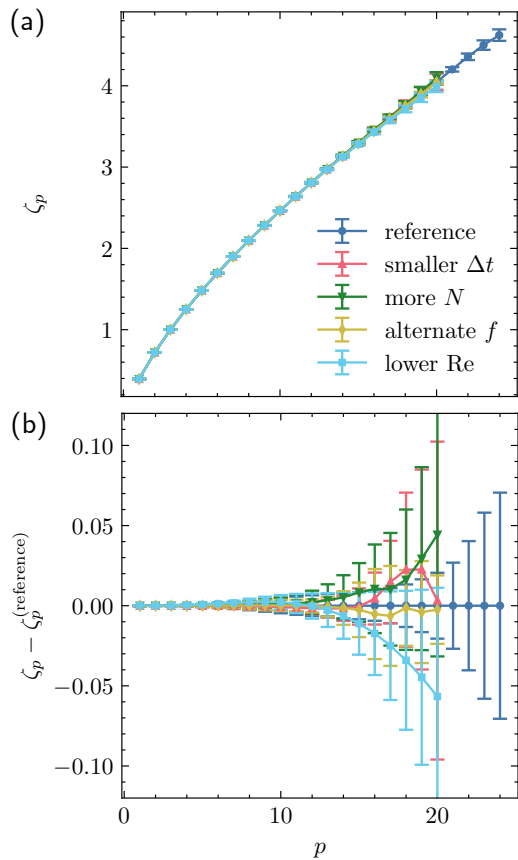 (a)
4
3
2
1
ζₚ
reference
smaller Δt
more N
alternate f
lower Re
(b)
0.10
0.05
0.00
−0.05
−0.10
ζₚ − ζₚ^(reference)
0
10
20
p